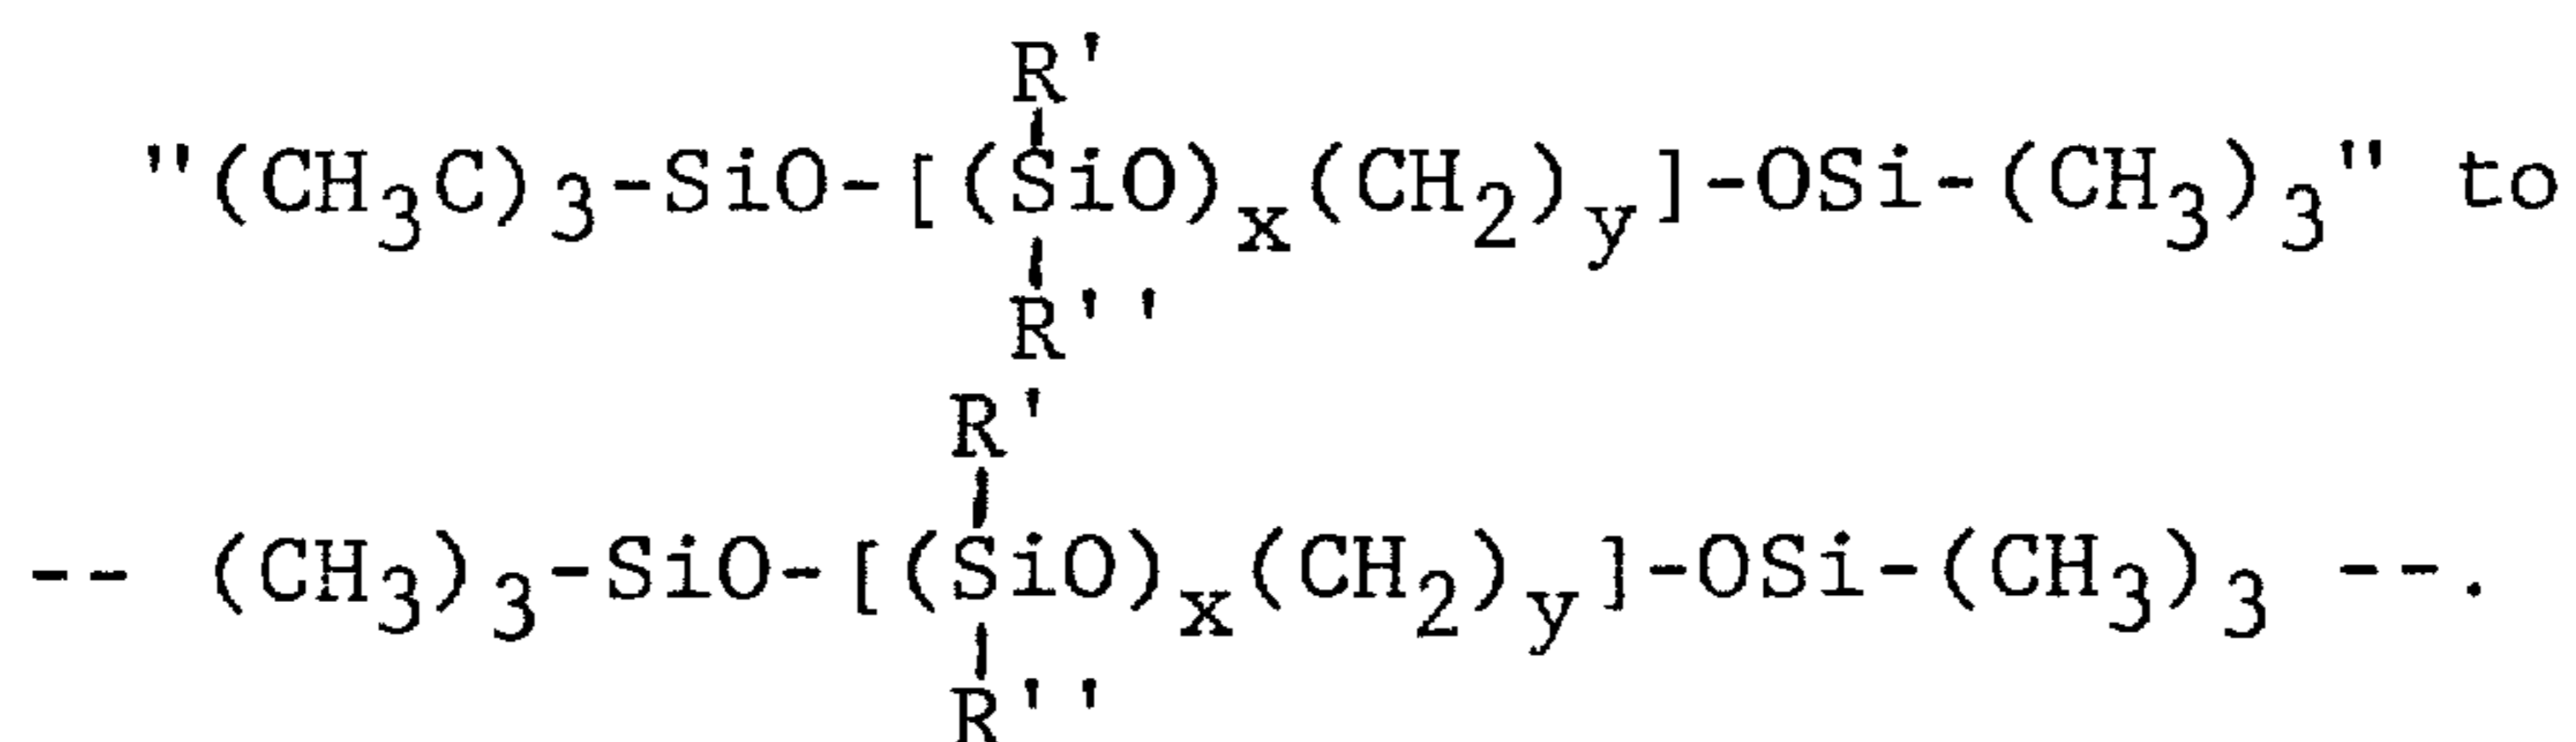 R'
"(CH3C)3-SiO-[(SiO)x(CH2)y]-OSi-(CH3)3" to
R''
R'
-- (CH3)3-SiO-[(SiO)x(CH2)y]-OSi-(CH3)3 --.
R''